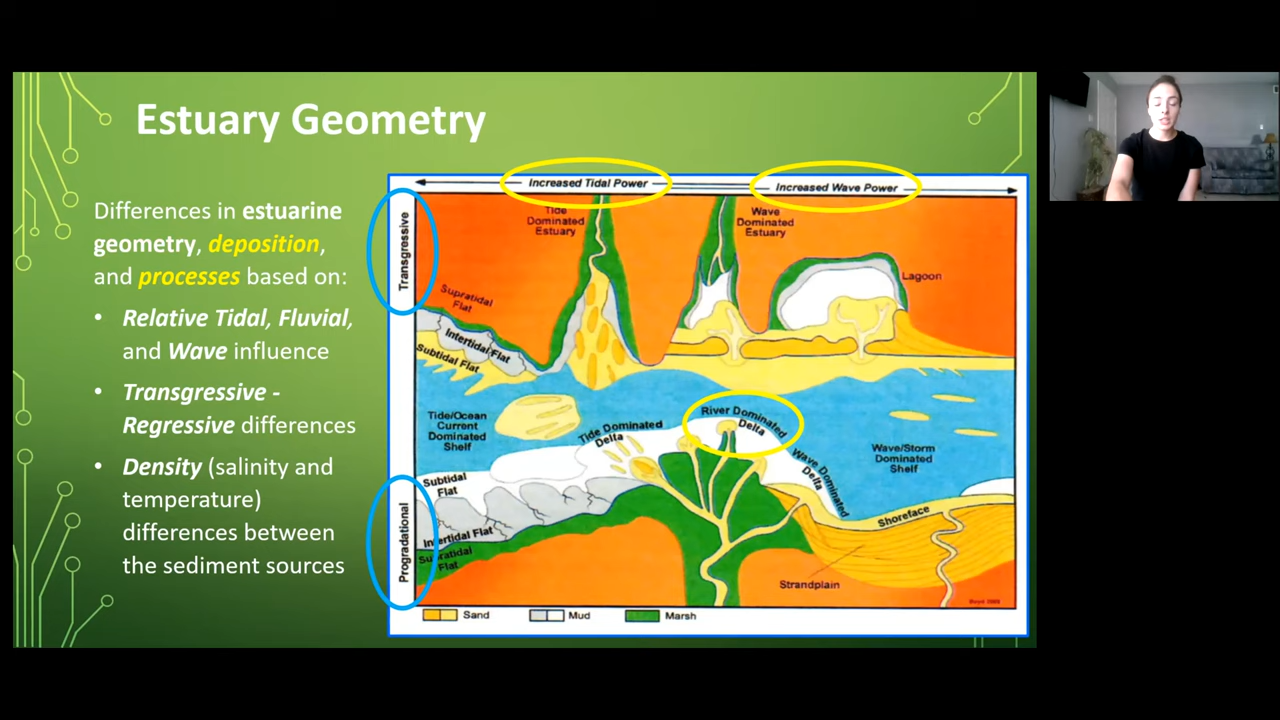 Estuary Geometry
Differences in estuarine
geometry, deposition,
and processes based on:
• Relative Tidal, Fluvial,
and Wave influence
• Transgressive -
Regressive differences
• Density (salinity and
temperature)
differences between
the sediment sources
Increased Tidal Power
Increased Wave Power
Transgressive
Tide
Dominated
Estuary
Wave
Dominated
Estuary
Lagoon
Supratidal
Flat
Intertidal Flat
Subtidal Flat
Tide/Ocean
Current
Dominated
Shelf
Tide Dominated
Delta
River Dominated
Delta
Wave Dominated
Delta
Wave/Storm
Dominated
Shelf
Progradational
Subtidal
Flat
Intertidal Flat
Supratidal
Flat
Shoreface
Strandplain
Sand
Mud
Marsh